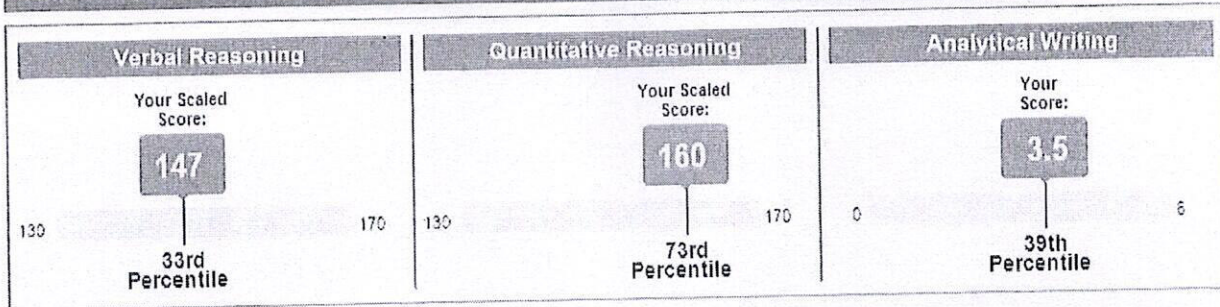 Verbal Reasoning
Your Scaled
Score:
147
130
170
33rd
Percentile
Quantitative Reasoning
Your Scaled
Score:
160
130
170
73rd
Percentile
Analytical Writing
Your
Score:
3.5
0
6
39th
Percentile